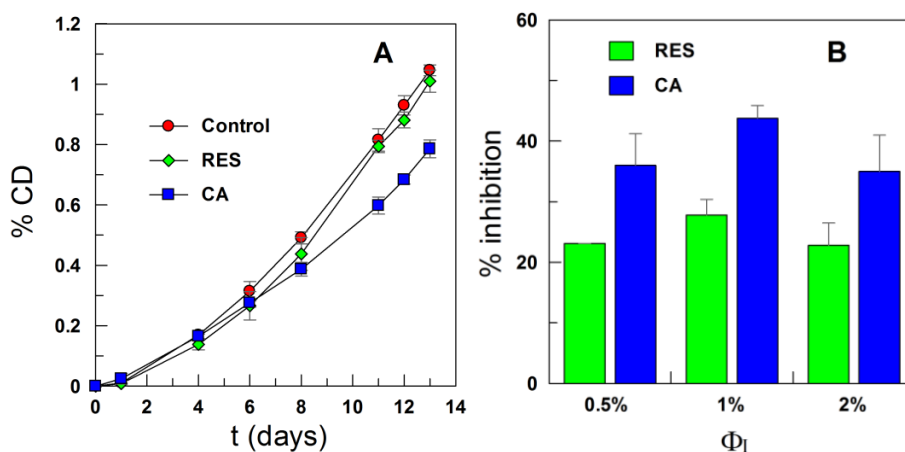 A
% CD
1.2
1
0.8
0.6
0.4
0.2
0
Control
RES
CA
0 2 4 6 8 10 12 14
t (days)
B
% inhibition
60
40
20
0
RES
CA
0.5% 1% 2%
Φ_I